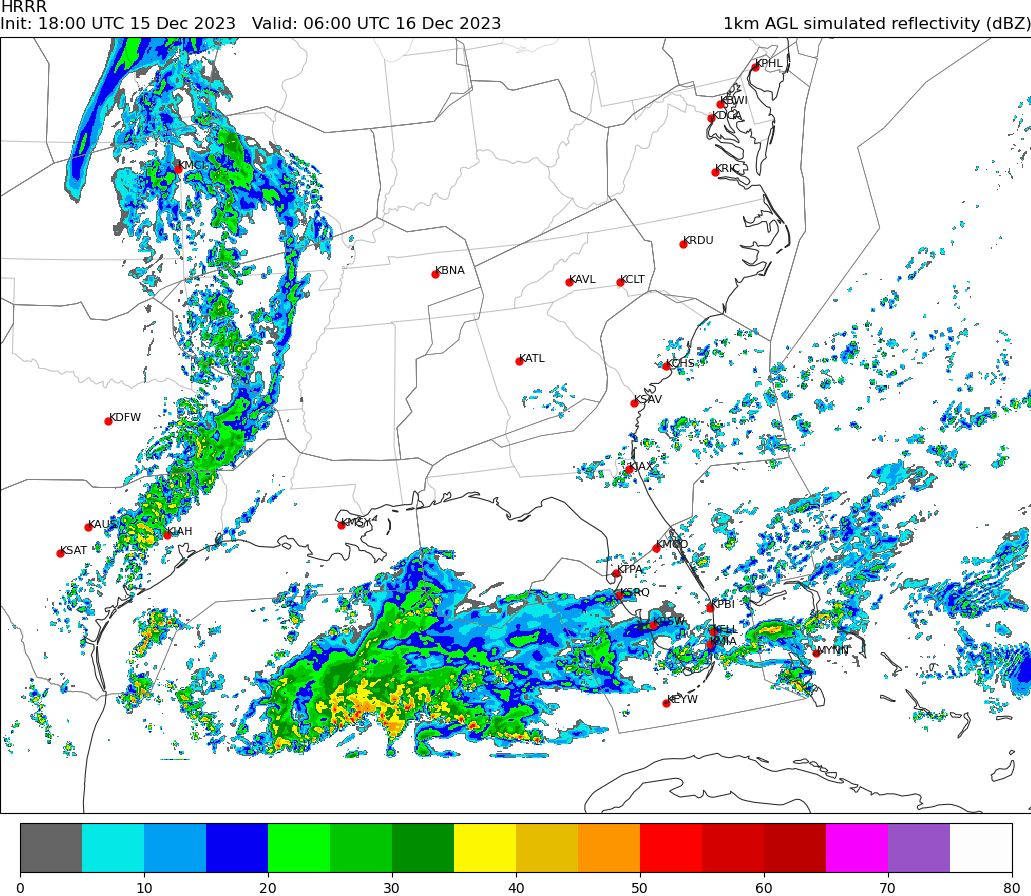 HRRR
Init: 18:00 UTC 15 Dec 2023 Valid: 06:00 UTC 16 Dec 2023 1km AGL simulated reflectivity (dBZ)
KPHL
KBWI
KDCA
KMCI
KRIC
KRDU
KBNA
KAVL
KCLT
KATL
KCHS
KSAV
KDFW
KJAX
KAUS
KMSY
KIAH
KSAT
KMCO
KTPA
KSRQ
KPBI
KRSW
KFLL
KMIA
MYNN
KEYW
0 10 20 30 40 50 60 70 80